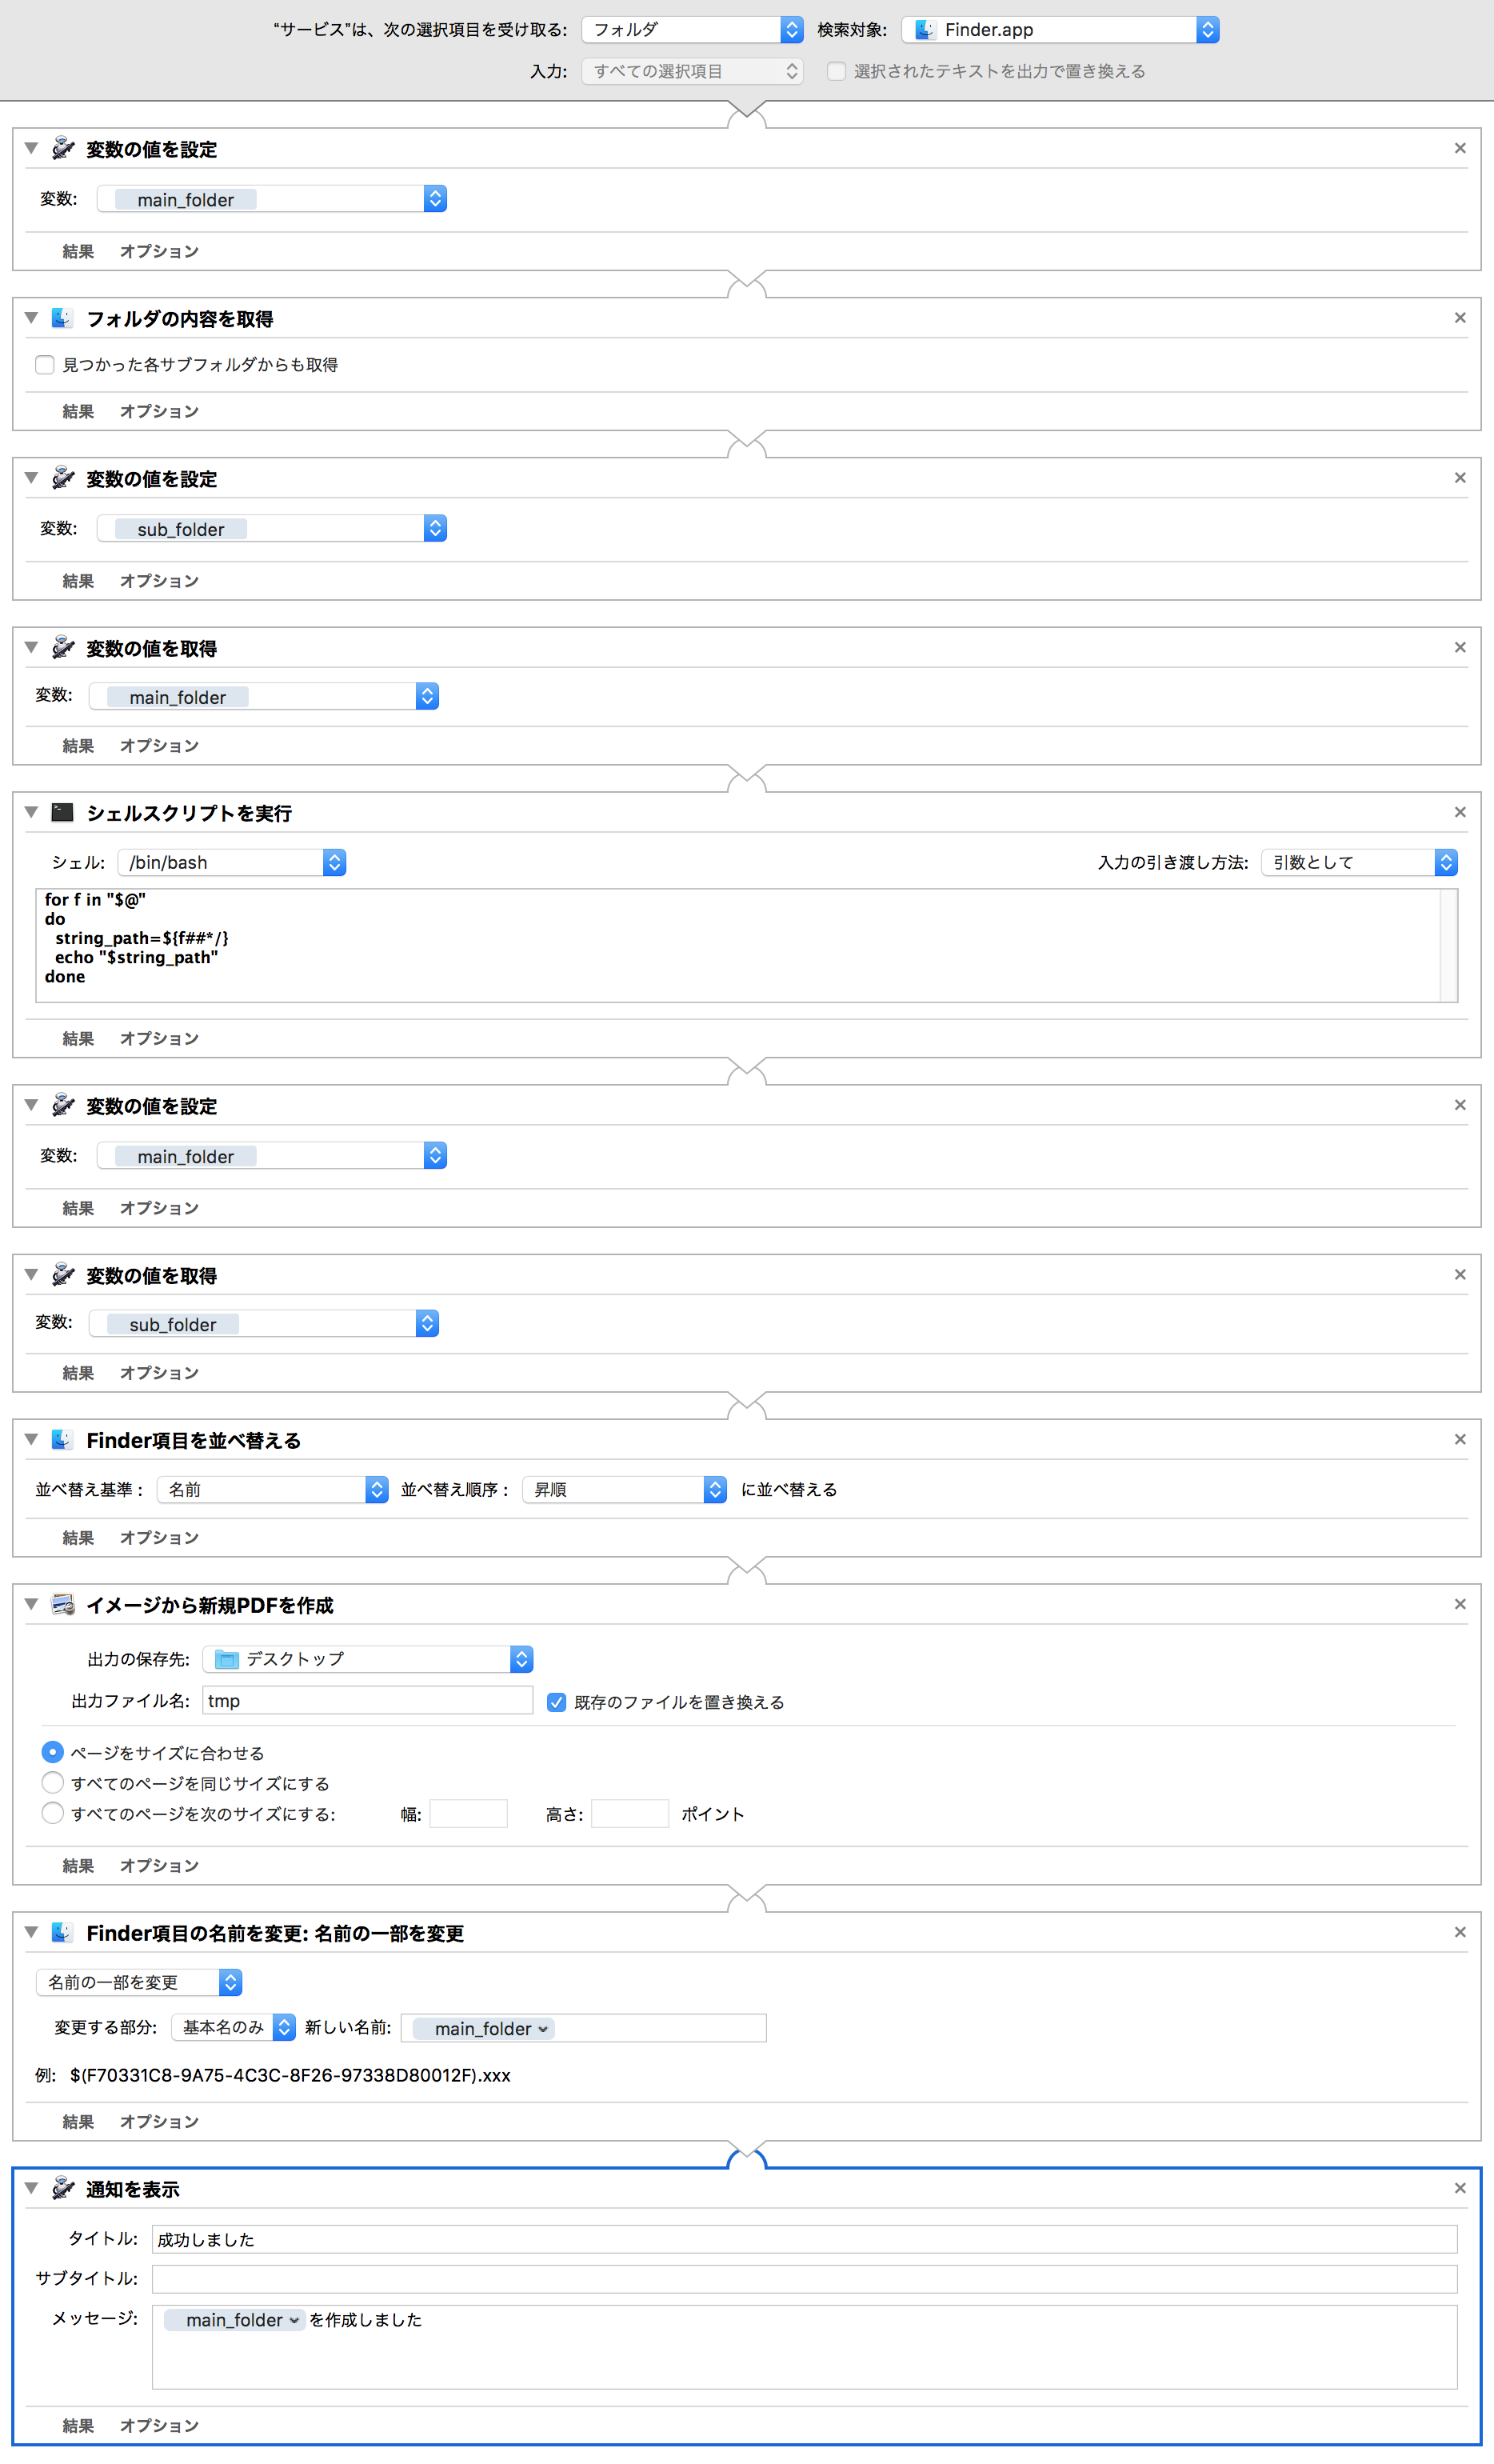 “サービス”は、次の選択項目を受け取る: フォルダ 検索対象: Finder.app
入力: すべての選択項目 選択されたテキストを出力で置き換える
変数の値を設定
変数: main_folder
結果 オプション
フォルダの内容を取得
見つかった各サブフォルダからも取得
結果 オプション
変数の値を設定
変数: sub_folder
結果 オプション
変数の値を取得
変数: main_folder
結果 オプション
シェルスクリプトを実行
シェル: /bin/bash 入力の引き渡し方法: 引数として
for f in "$@"
do
string_path=${f##*/}
echo "$string_path"
done
結果 オプション
変数の値を設定
変数: main_folder
結果 オプション
変数の値を取得
変数: sub_folder
結果 オプション
Finder項目を並べ替える
並べ替え基準 : 名前 並べ替え順序 : 昇順 に並べ替える
結果 オプション
イメージから新規PDFを作成
出力の保存先: デスクトップ
出力ファイル名: tmp 既存のファイルを置き換える
ページをサイズに合わせる
すべてのページを同じサイズにする
すべてのページを次のサイズにする: 幅: 高さ: ポイント
結果 オプション
Finder項目の名前を変更: 名前の一部を変更
名前の一部を変更
変更する部分: 基本名のみ 新しい名前: main_folder
例: $(F70331C8-9A75-4C3C-8F26-97338D80012F).xxx
結果 オプション
通知を表示
タイトル: 成功しました
サブタイトル:
メッセージ: main_folder を作成しました
結果 オプション